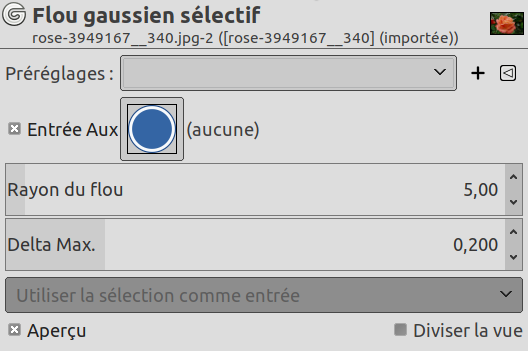 Flou gaussien sélectif
rose-3949167__340.jpg-2 ([rose-3949167__340] (importée))
Préréglages :
Entrée Aux (aucune)
Rayon du flou 5,00
Delta Max. 0,200
Utiliser la sélection comme entrée
Aperçu Diviser la vue